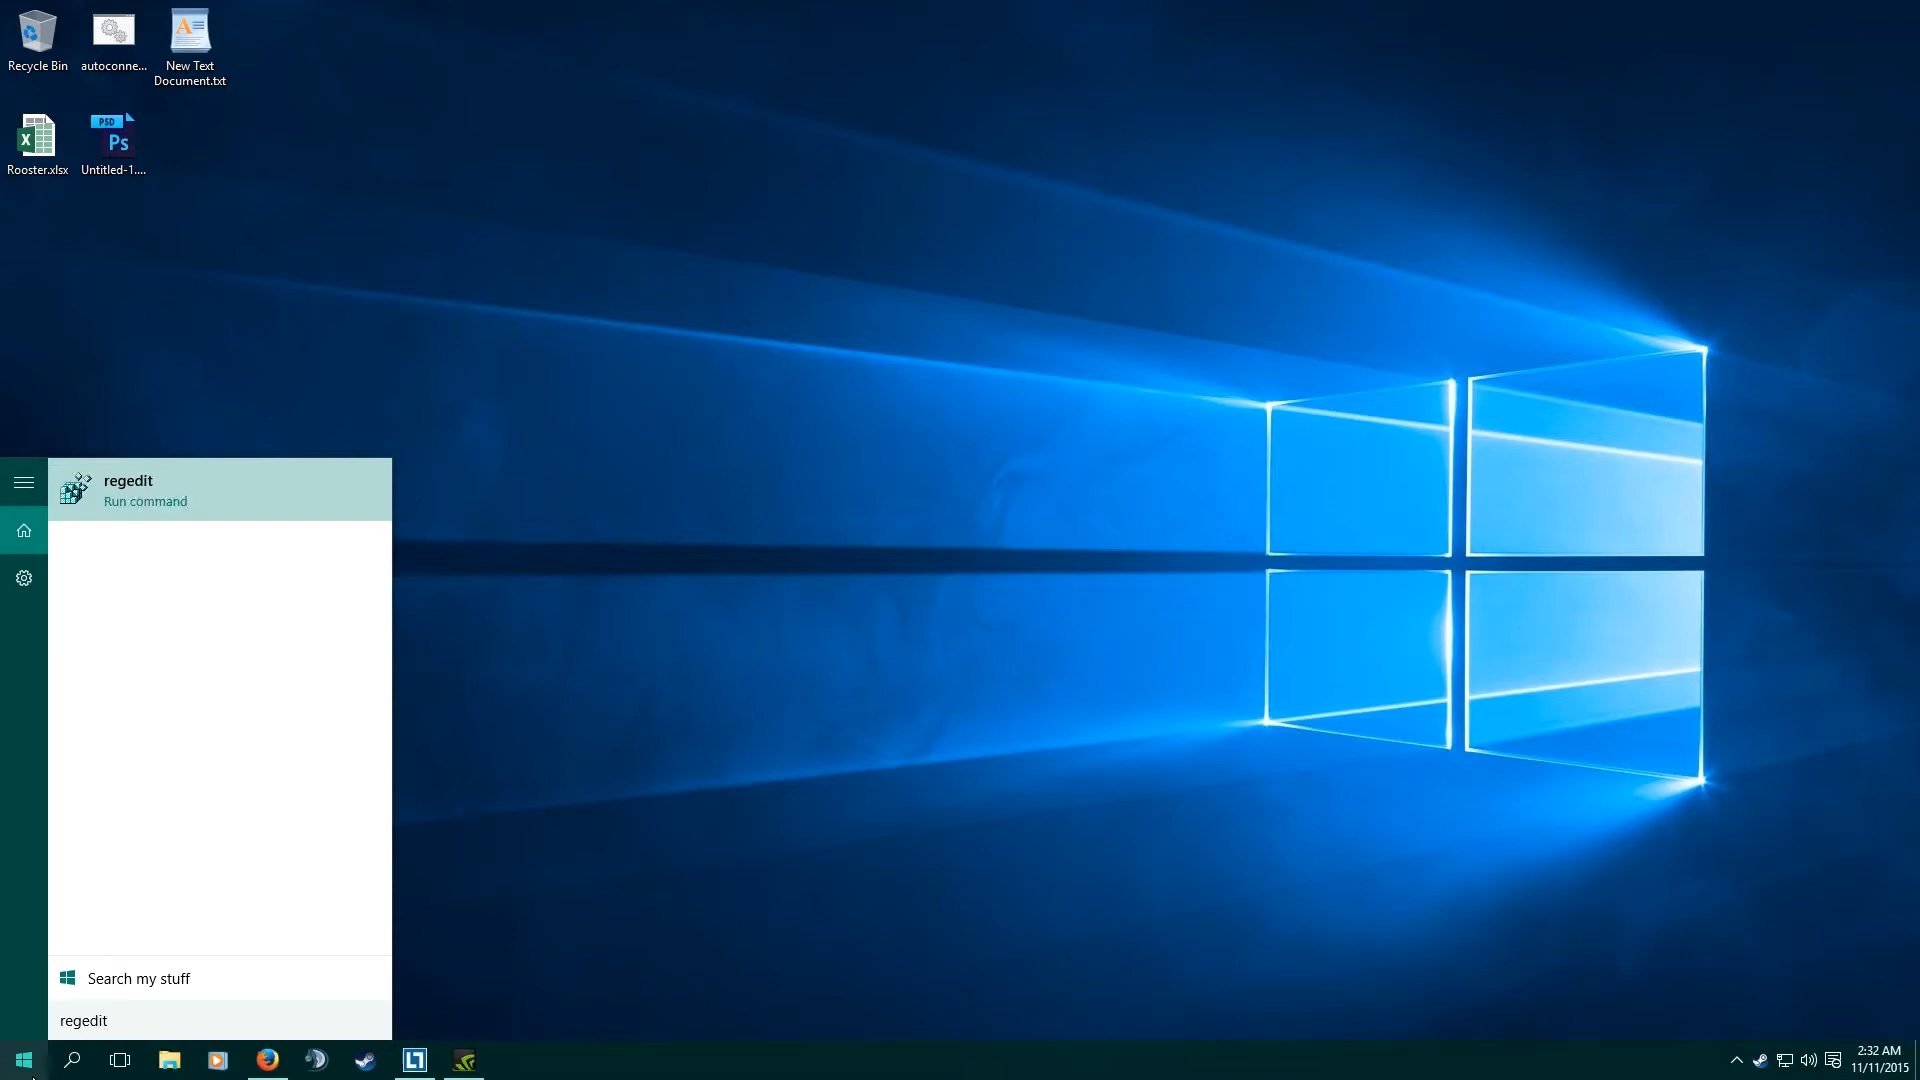 Recycle Bin
autoconne...
New Text
Document.txt
PSD
Ps
Rooster.xlsx
Untitled-1....
regedit
Run command
Search my stuff
regedit
2:32 AM
11/11/2015